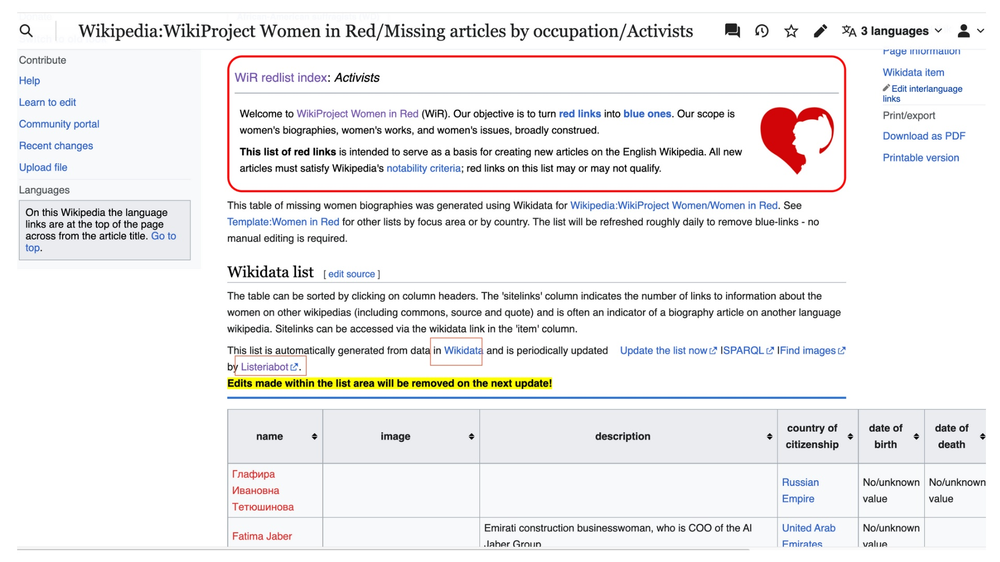 Wikipedia:WikiProject Women in Red/Missing articles by occupation/Activists
3 languages
Contribute
Help
Learn to edit
Community portal
Recent changes
Upload file
Languages
On this Wikipedia the language
links are at the top of the page
across from the article title. Go to
top.
WiR redlist index: Activists
Welcome to WikiProject Women in Red (WiR). Our objective is to turn red links into blue ones. Our scope is
women's biographies, women's works, and women's issues, broadly construed.
This list of red links is intended to serve as a basis for creating new articles on the English Wikipedia. All new
articles must satisfy Wikipedia's notability criteria; red links on this list may or may not qualify.
This table of missing women biographies was generated using Wikidata for Wikipedia:WikiProject Women/Women in Red. See
Template:Women in Red for other lists by focus area or by country. The list will be refreshed roughly daily to remove blue-links - no
manual editing is required.
Wikidata list [ edit source ]
The table can be sorted by clicking on column headers. The 'sitelinks' column indicates the number of links to information about the
women on other wikipedias (including commons, source and quote) and is often an indicator of a biography article on another language
wikipedia. Sitelinks can be accessed via the wikidata link in the 'item' column.
This list is automatically generated from data in Wikidata and is periodically updated
by Listeriabot.
Update the list now |SPARQL |Find images
Edits made within the list area will be removed on the next update!
name
image
description
country of
citizenship
date of
birth
date of
death
Глафира
Ивановна
Тетюшинова
Russian
Empire
No/unknown
value
No/unknown
value
Fatima Jaber
Emirati construction businesswoman, who is COO of the Al
Jaber Group
United Arab
Emirates
No/unknown
value
Page information
Wikidata item
Edit interlanguage
links
Print/export
Download as PDF
Printable version